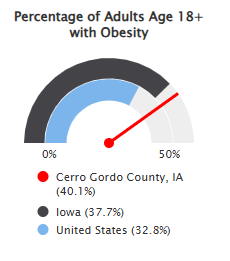 Percentage of Adults Age 18+
with Obesity
0%
50%
Cerro Gordo County, IA
(40.1%)
Iowa (37.7%)
United States (32.8%)